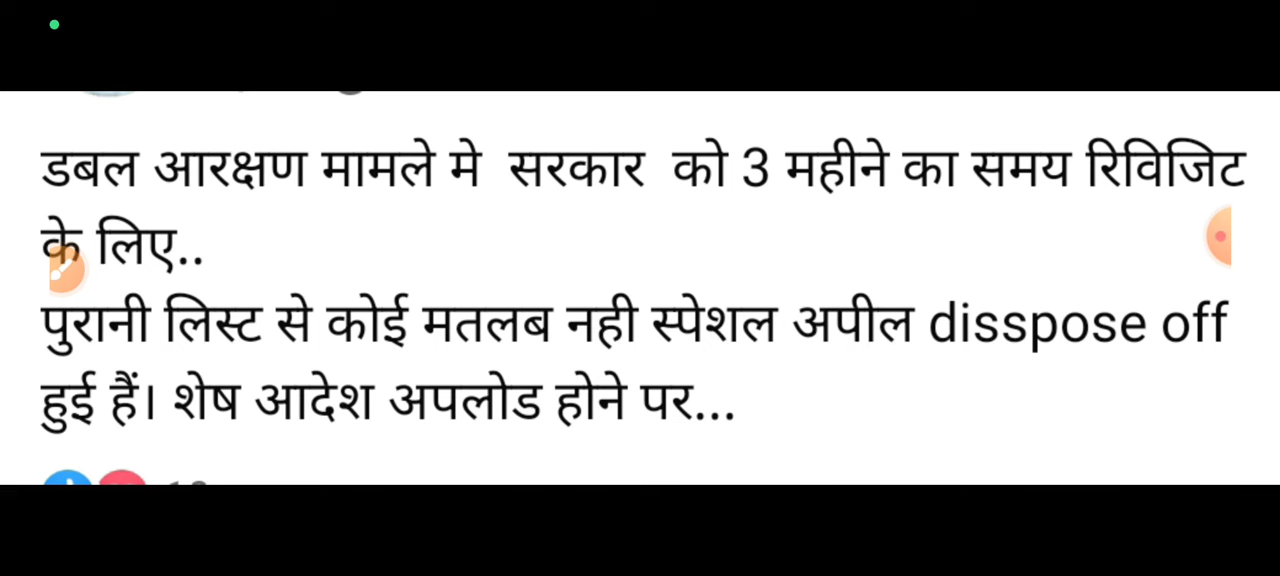 डबल आरक्षण मामले मे सरकार को 3 महीने का समय रिविजिट
के लिए..
पुरानी लिस्ट से कोई मतलब नही स्पेशल अपील disspose off
हुई हैं। शेष आदेश अपलोड होने पर...